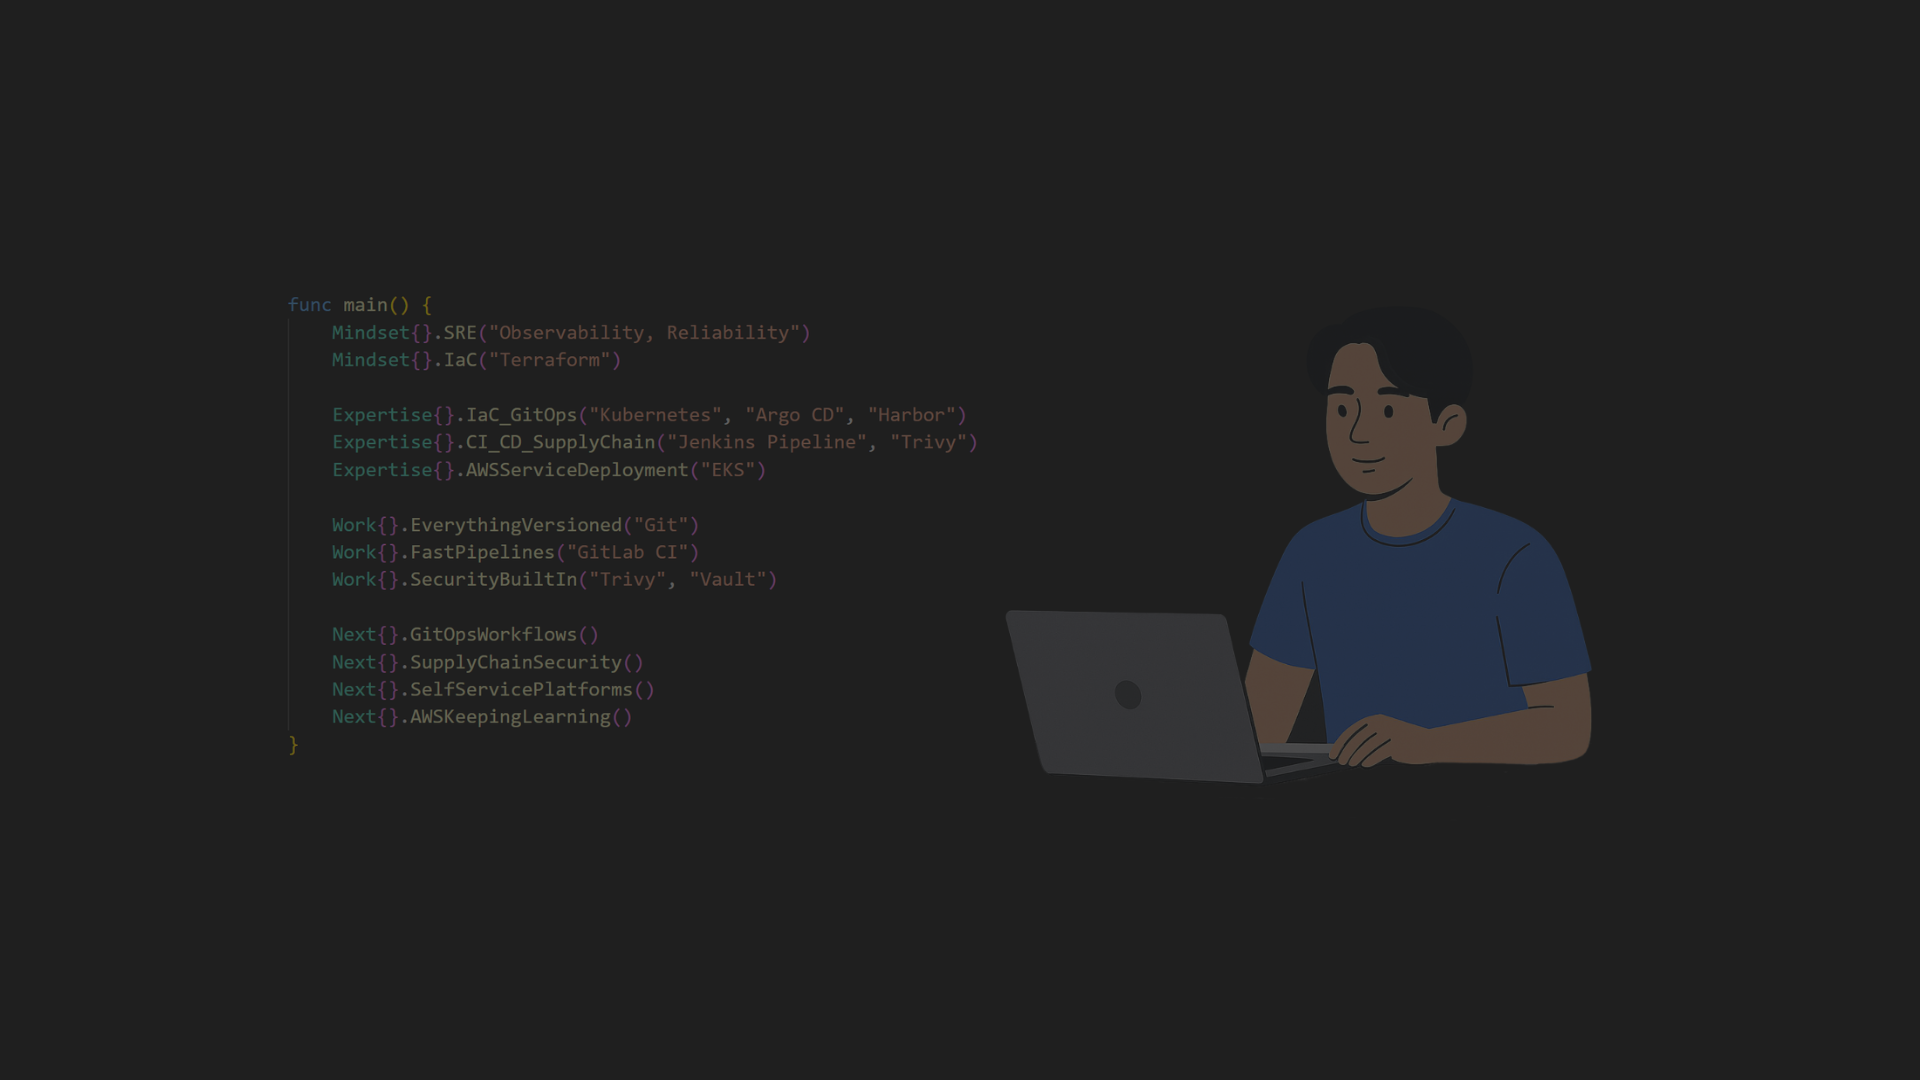 func main() {
    Mindset{}.SRE("Observability, Reliability")
    Mindset{}.IaC("Terraform")

    Expertise{}.IaC_GitOps("Kubernetes", "Argo CD", "Harbor")
    Expertise{}.CI_CD_SupplyChain("Jenkins Pipeline", "Trivy")
    Expertise{}.AWSServiceDeployment("EKS")

    Work{}.EverythingVersioned("Git")
    Work{}.FastPipelines("GitLab CI")
    Work{}.SecurityBuiltIn("Trivy", "Vault")

    Next{}.GitOpsWorkflows()
    Next{}.SupplyChainSecurity()
    Next{}.SelfServicePlatforms()
    Next{}.AWSKeepingLearning()
}